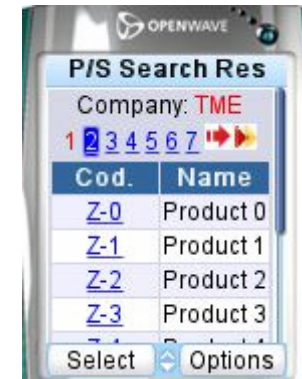 OPENWAVE
P/S Search Res
Company: TME
1 2 3 4 5 6 7
Cod. Name
Z-0 Product 0
Z-1 Product 1
Z-2 Product 2
Z-3 Product 3
Select Options